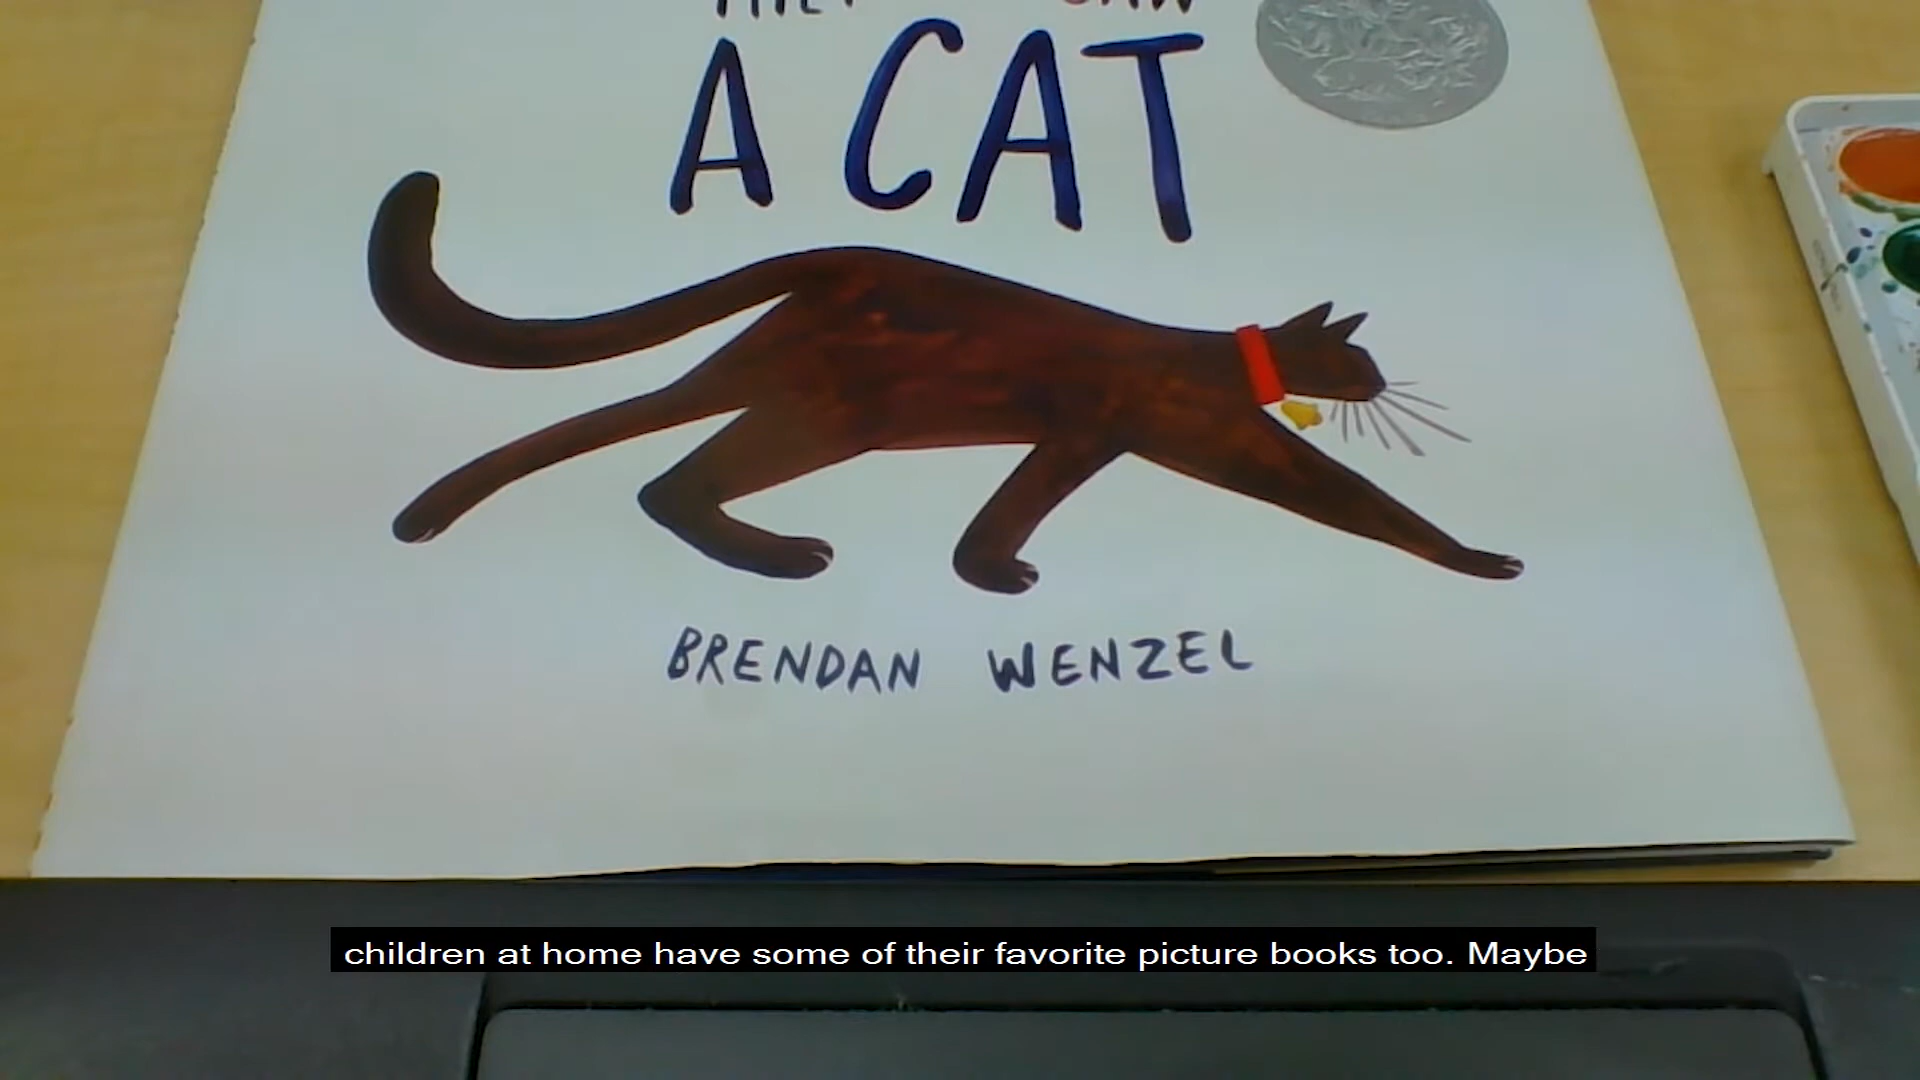 A CAT
BRENDAN WENZEL
children at home have some of their favorite picture books too. Maybe